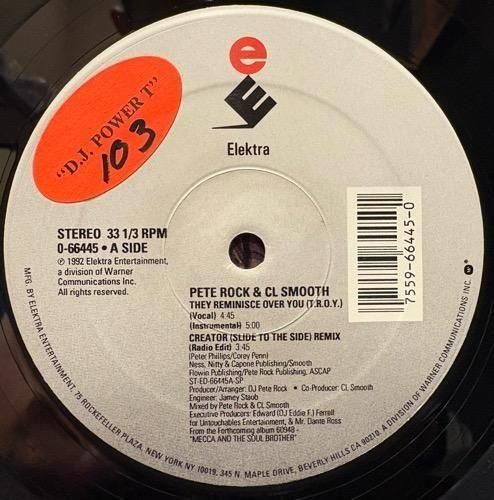 e
E
Elektra
"D.J. POWER T"
103
STEREO 33 1/3 RPM
0-66445 • A SIDE
℗ 1992 Elektra Entertainment,
a division of Warner
Communications Inc.
All rights reserved.
7559-66445-0
PETE ROCK & CL SMOOTH
THEY REMINISCE OVER YOU (T.R.O.Y.)
(Vocal) 4:45
(Instrumental) 5:00
CREATOR (SLIDE TO THE SIDE) REMIX
(Radio Edit) 3:45
(Peter Phillips/Corey Penn)
Ness, Nitty & Capone Publishing/Smooth
Flowin Publishing/Pete Rock Publishing, ASCAP
ST-ED-66445A-SP
Producer/Arranger: DJ Pete Rock • Co-Producer: CL Smooth
Engineer: Jamey Staub
Mixed by Pete Rock & CL Smooth
Executive Producers: Edward (DJ Eddie F.) Ferrell
for Untouchables Entertainment, & Mr. Dante Ross
From the Forthcoming album 60948 -
"MECCA AND THE SOUL BROTHER"
MFG. BY ELEKTRA ENTERTAINMENT, 75 ROCKEFELLER PLAZA, NEW YORK NY 10019. 345 N. MAPLE DRIVE, BEVERLY HILLS CA 90210. A DIVISION OF WARNER COMMUNICATIONS INC.